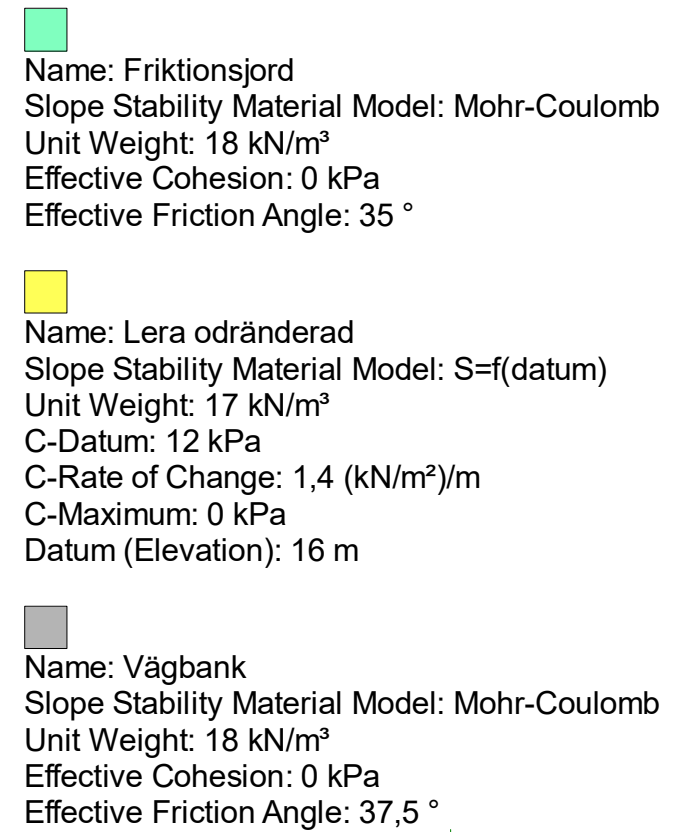 Name: Friktionsjord
Slope Stability Material Model: Mohr-Coulomb
Unit Weight: 18 kN/m³
Effective Cohesion: 0 kPa
Effective Friction Angle: 35 °
Name: Lera odränderad
Slope Stability Material Model: S=f(datum)
Unit Weight: 17 kN/m³
C-Datum: 12 kPa
C-Rate of Change: 1,4 (kN/m²)/m
C-Maximum: 0 kPa
Datum (Elevation): 16 m
Name: Vägbank
Slope Stability Material Model: Mohr-Coulomb
Unit Weight: 18 kN/m³
Effective Cohesion: 0 kPa
Effective Friction Angle: 37,5 °